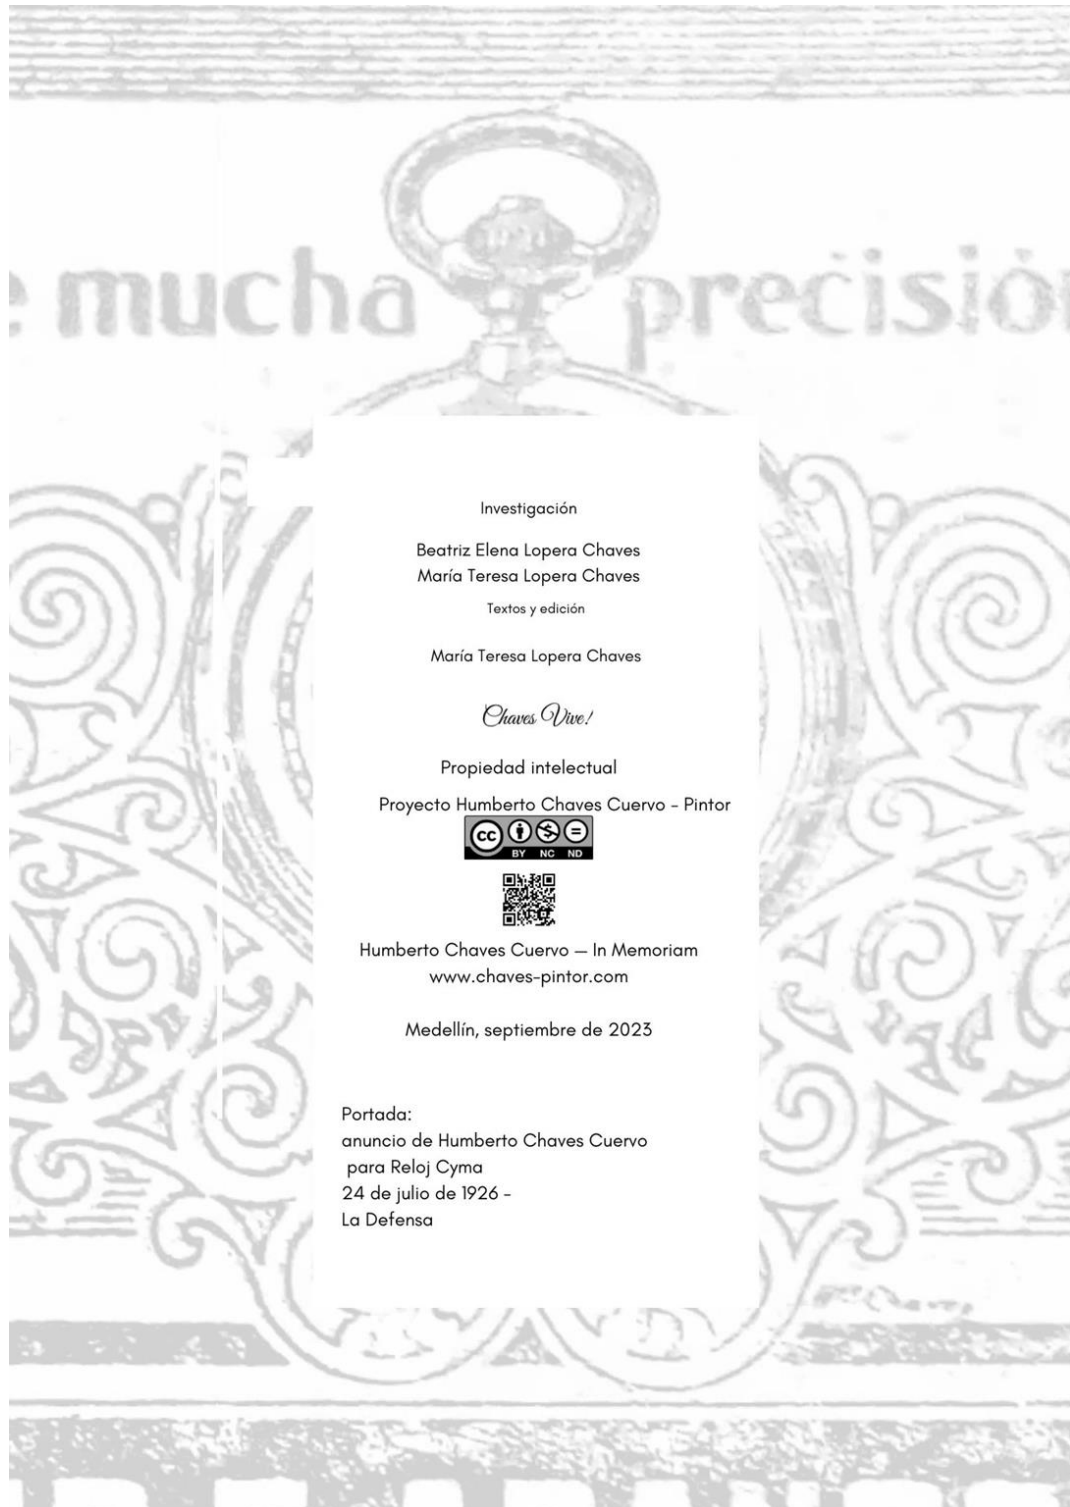 mucha precisió
Investigación
Beatriz Elena Lopera Chaves
María Teresa Lopera Chaves
Textos y edición
María Teresa Lopera Chaves
Chaves Vive!
Propiedad intelectual
Proyecto Humberto Chaves Cuervo - Pintor
cc
BY NC ND
Humberto Chaves Cuervo — In Memoriam
www.chaves-pintor.com
Medellín, septiembre de 2023
Portada:
anuncio de Humberto Chaves Cuervo
para Reloj Cyma
24 de julio de 1926 -
La Defensa